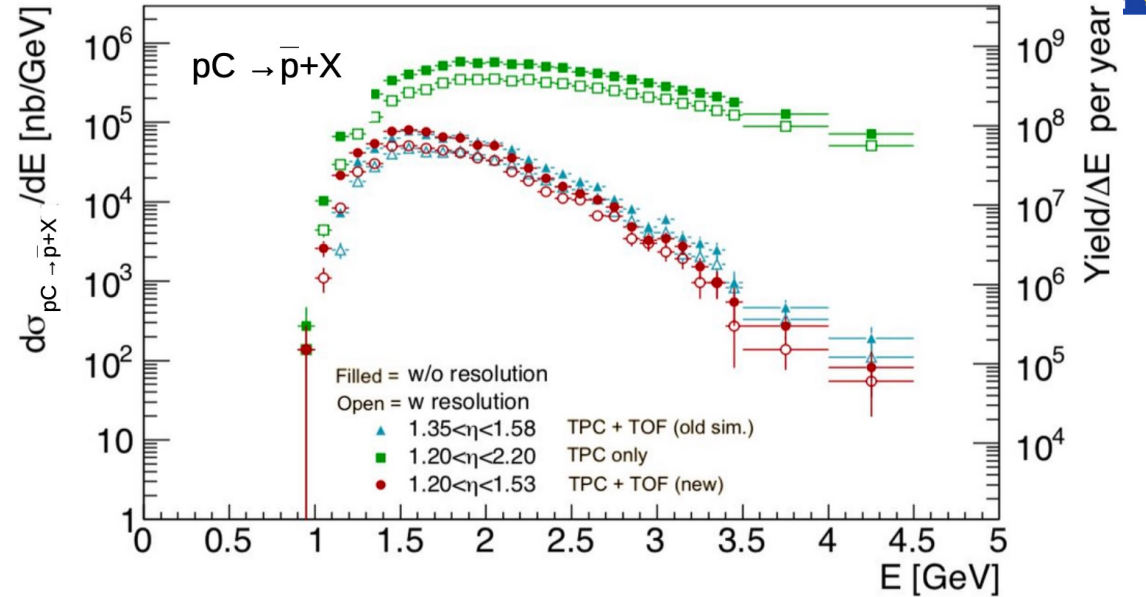 dσ pC →p̅+X /dE [nb/GeV]
10⁶
10⁵
10⁴
10³
10²
10
1
pC →p̅+X
Filled = w/o resolution
Open = w resolution
1.35<η<1.58 TPC + TOF (old sim.)
1.20<η<2.20 TPC only
1.20<η<1.53 TPC + TOF (new)
10⁹
10⁸
10⁷
10⁶
10⁵
10⁴
Yield/ΔE per year
0 0.5 1 1.5 2 2.5 3 3.5 4 4.5 5
E [GeV]